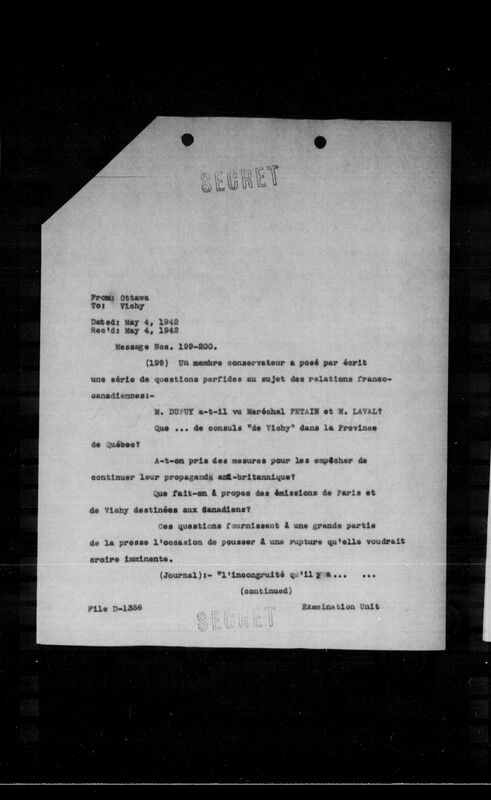 SECRET
From: Ottawa
To: Vichy
Dated: May 4, 1942
Rec'd: May 4, 1942
Message Nos. 199-200.
(199) Un membre conservateur a posé par écrit
une série de questions perfides au sujet des relations franco-
canadiennes:-
M. DUPUY a-t-il vu Maréchal PETAIN et M. LAVAL?
Que ... de consuls "de Vichy" dans la Province
de Québec?
A-t-on pris des mesures pour les empêcher de
continuer leur propaganda anti-britannique?
Que fait-on à propos des émissions de Paris et
de Vichy destinées aux Canadiens?
Ces questions fournissent à une grande partie
de la presse l'occasion de pousser à une rupture qu'elle voudrait
croire imminente.
(Journal):- "l'incongruité qu'il y a... ...
(continued)
File D-1356
Examination Unit
SECRET